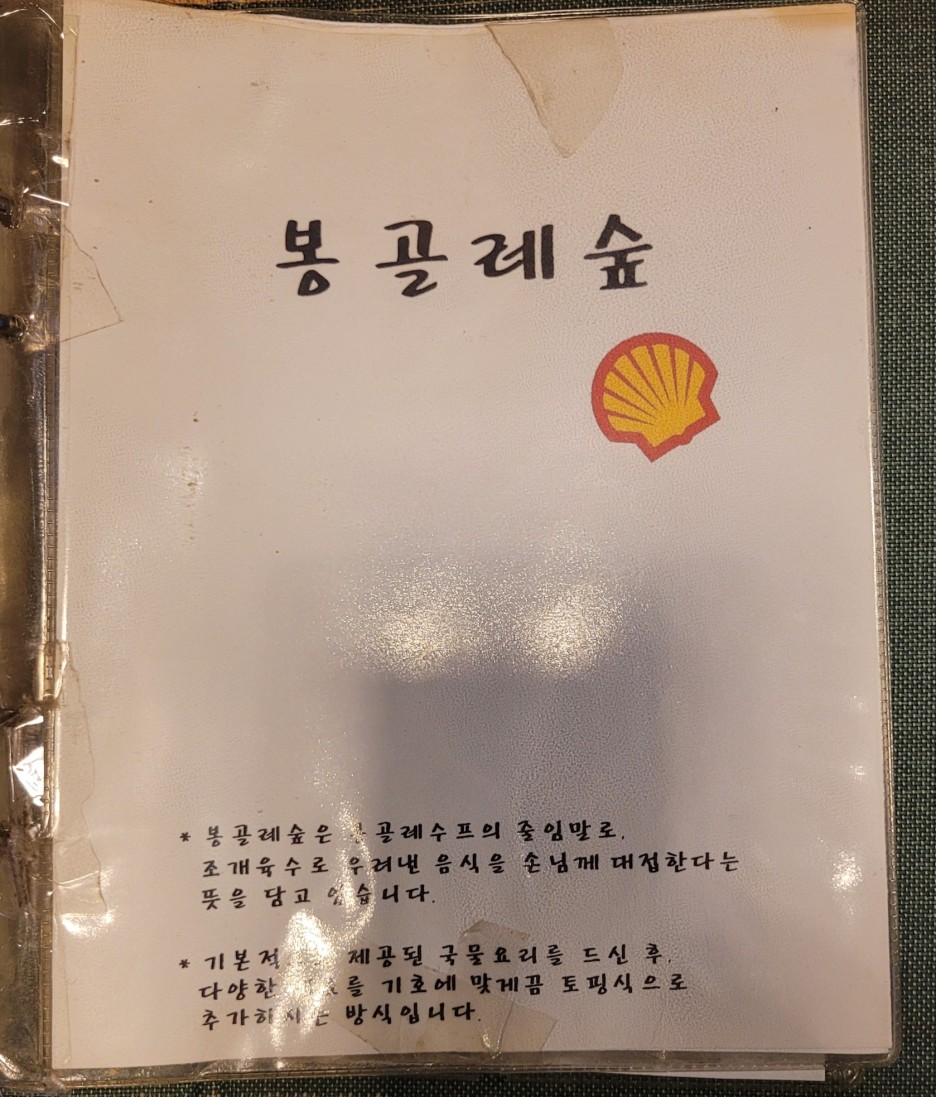 봉골레숲
* 봉골레숲은 봉골레수프의 줄임말로,
조개육수로 우려낸 음식을 손님께 대접한다는
뜻을 담고 있습니다.
* 기본적 제공된 국물요리를 드신 후,
다양한 기호에 맞게끔 토핑식으로
추가하시는 방식입니다.